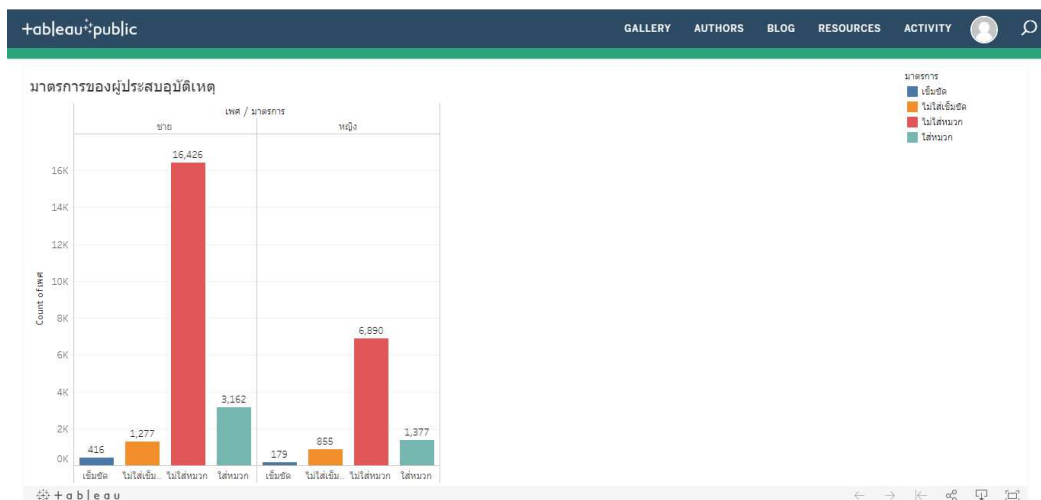 +ableau+public
GALLERY AUTHORS BLOG RESOURCES ACTIVITY
มาตรการของผู้ประสบอุบัติเหตุ
เพศ / มาตรการ
ชาย หญิง
Count of เพศ
16K
14K
12K
10K
8K
6K
4K
2K
0K
416
1,277
16,426
3,162
179
855
6,890
1,377
เข็มขัด ไม่ใส่เข็ม.. ไม่ใส่หมวก ใส่หมวก เข็มขัด ไม่ใส่เข็ม.. ไม่ใส่หมวก ใส่หมวก
มาตรการ
เข็มขัด
ไม่ใส่เข็มขัด
ไม่ใส่หมวก
ใส่หมวก
+ableau